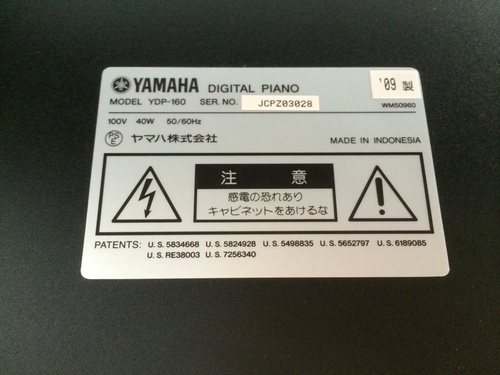 YAMAHA DIGITAL PIANO '09 製
MODEL YDP-160 SER. NO. JCPZ03028 WM50960
100V 40W 50/60Hz
PSE ヤマハ株式会社 MADE IN INDONESIA
注 意
感電の恐れあり
キャビネットをあけるな
PATENTS: U. S. 5834668 U. S. 5824928 U. S. 5498835 U. S. 5652797 U. S. 6189085
U. S. RE38003 U. S. 7256340